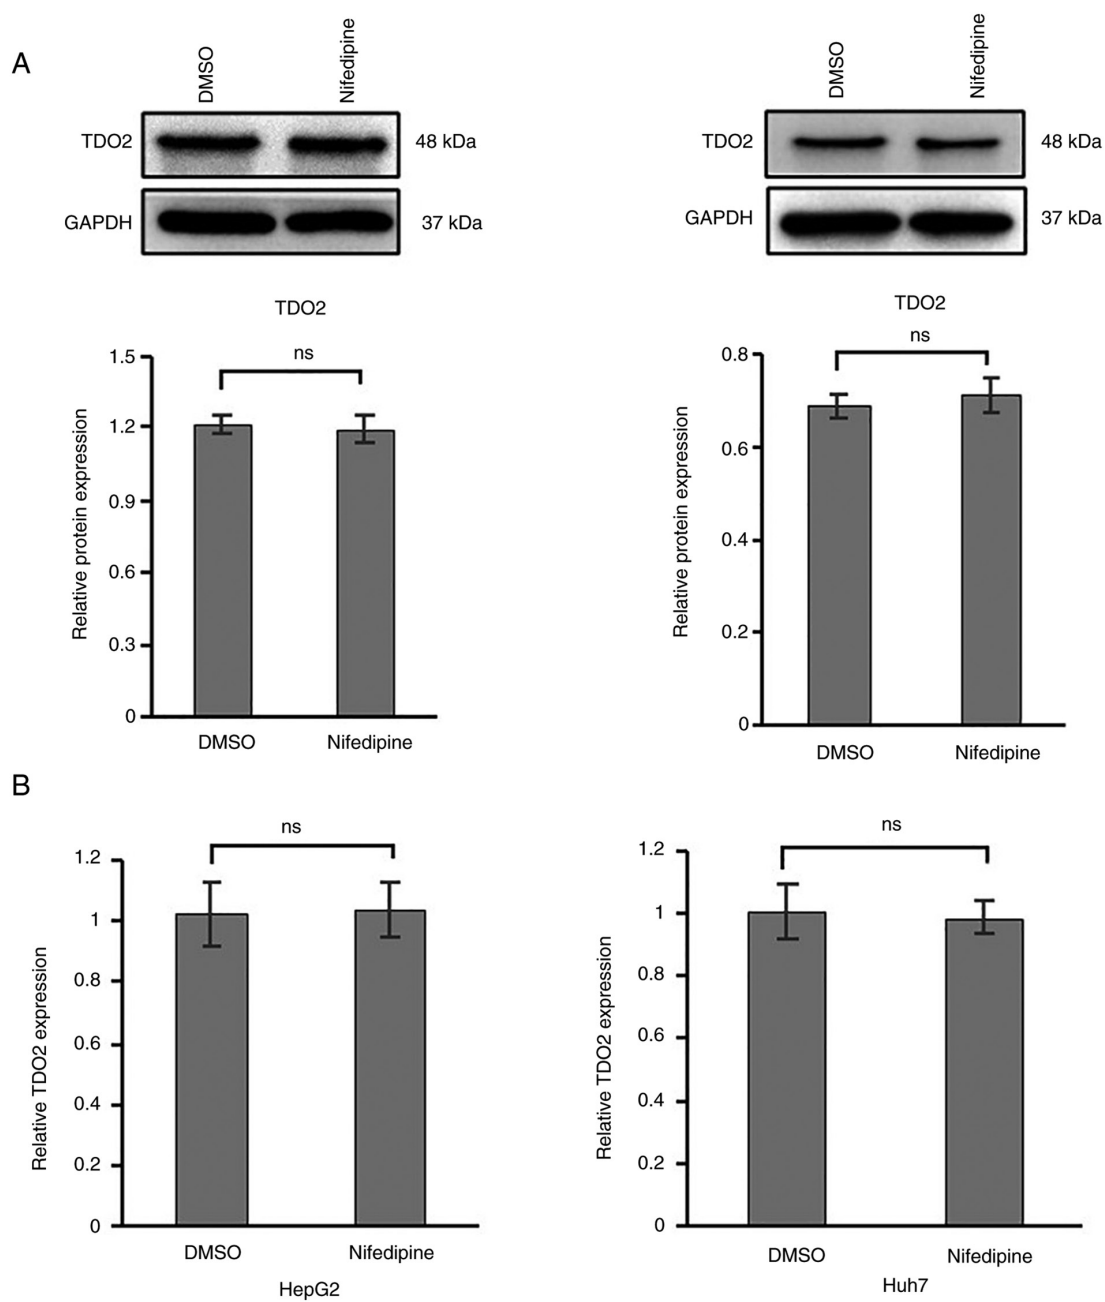 A
DMSO
Nifedipine
TDO2
48 kDa
GAPDH
37 kDa
DMSO
Nifedipine
TDO2
48 kDa
GAPDH
37 kDa
TDO2
ns
Relative protein expression
1.5
1.2
0.9
0.6
0.3
0
DMSO
Nifedipine
TDO2
ns
Relative protein expression
0.8
0.6
0.4
0.2
0
DMSO
Nifedipine
B
ns
Relative TDO2 expression
1.2
1
0.8
0.6
0.4
0.2
0
DMSO
Nifedipine
HepG2
ns
Relative TDO2 expression
1.2
1
0.8
0.6
0.4
0.2
0
DMSO
Nifedipine
Huh7